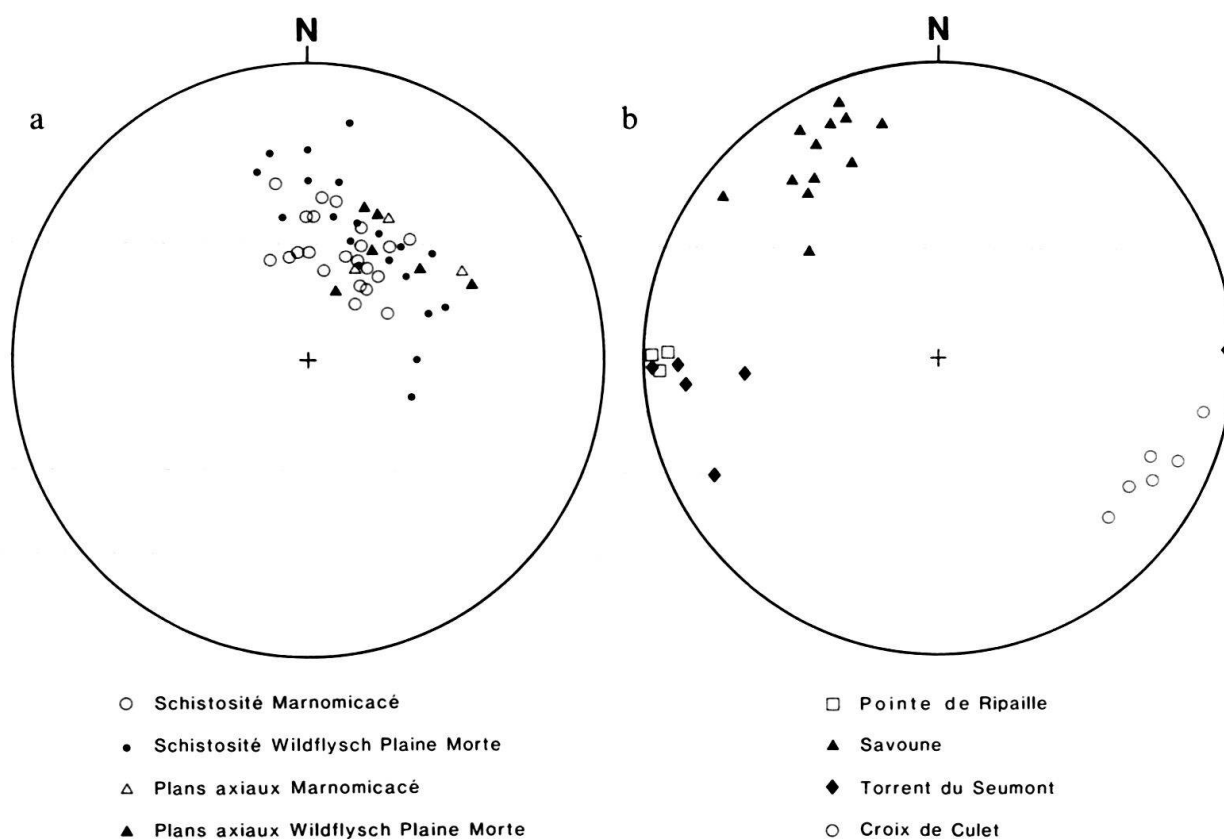 N
N
a
b
Schistosité Marnomicacé
Schistosité Wildflysch Plaine Morte
Plans axiaux Marnomicacé
Plans axiaux Wildflysch Plaine Morte
Pointe de Ripaille
Savoune
Torrent du Seumont
Croix de Culet